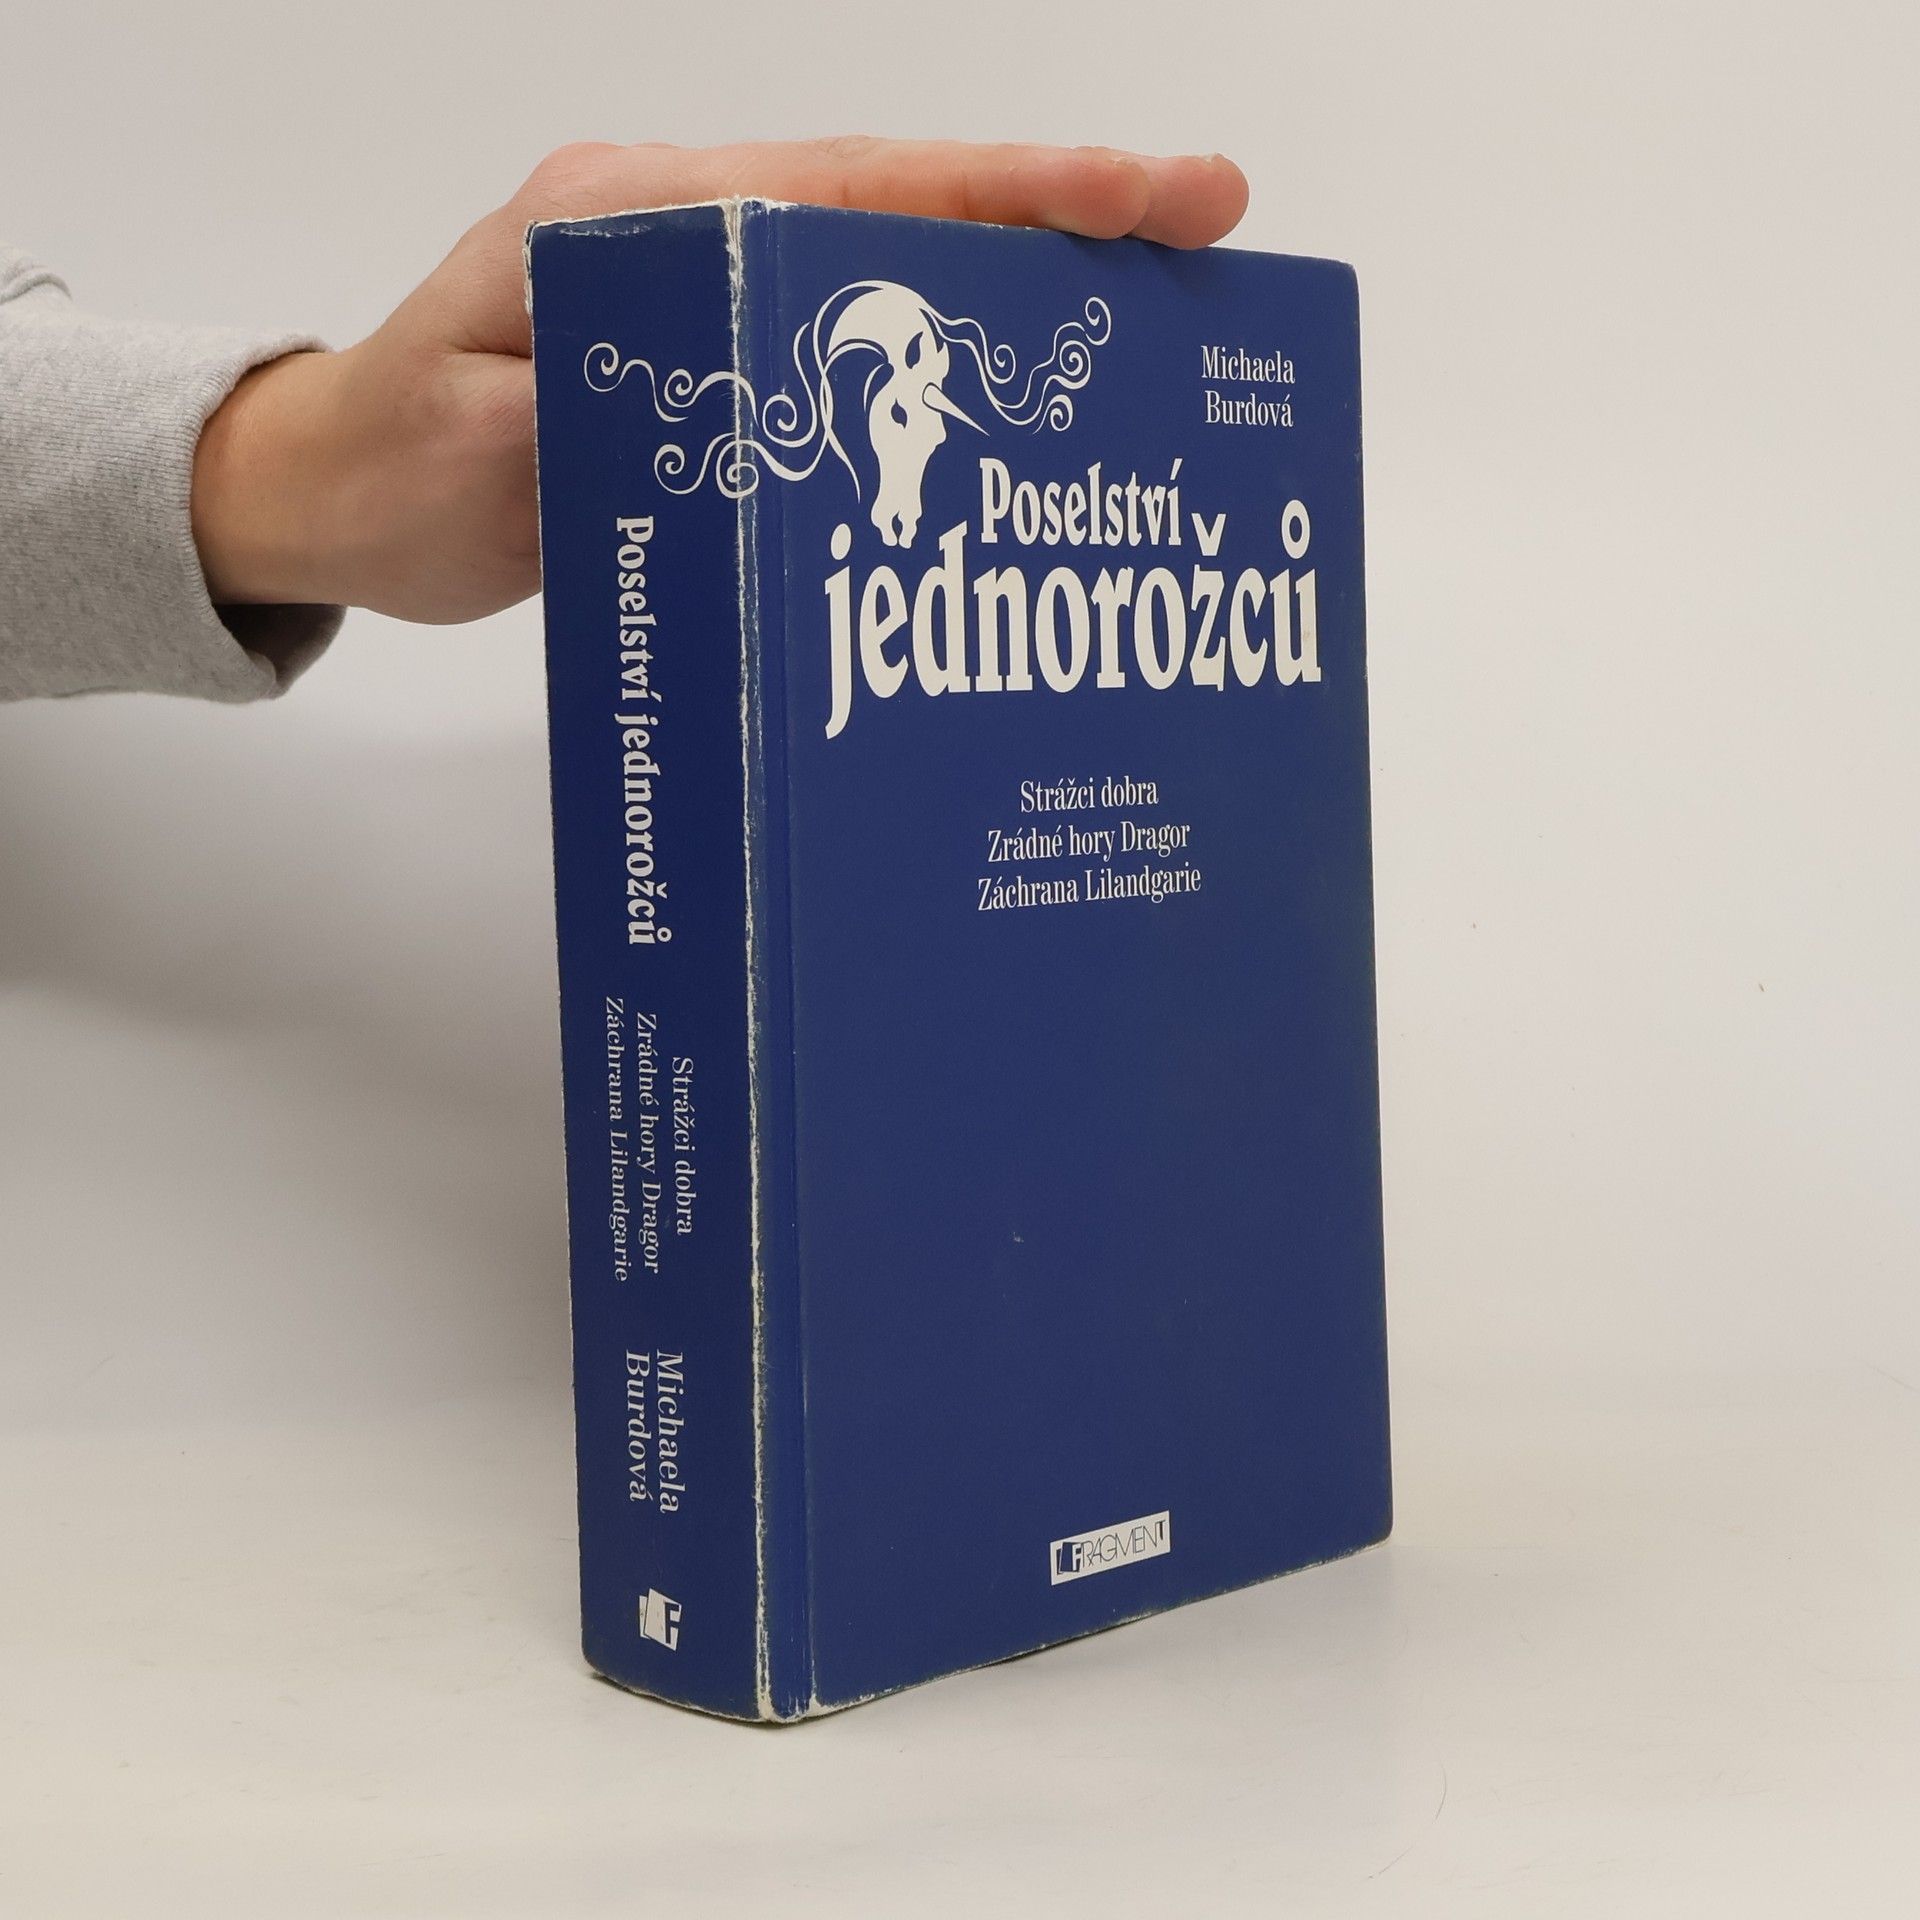 Michaela
Burdová
Poselství
jednorožců
Strážci dobra
Zrádné hory Dragor
Záchrana Lilandgarie
FRAGMENT
Poselství jednorožců
Strážci dobra
Zrádné hory Dragor
Záchrana Lilandgarie
Michaela
Burdová
F